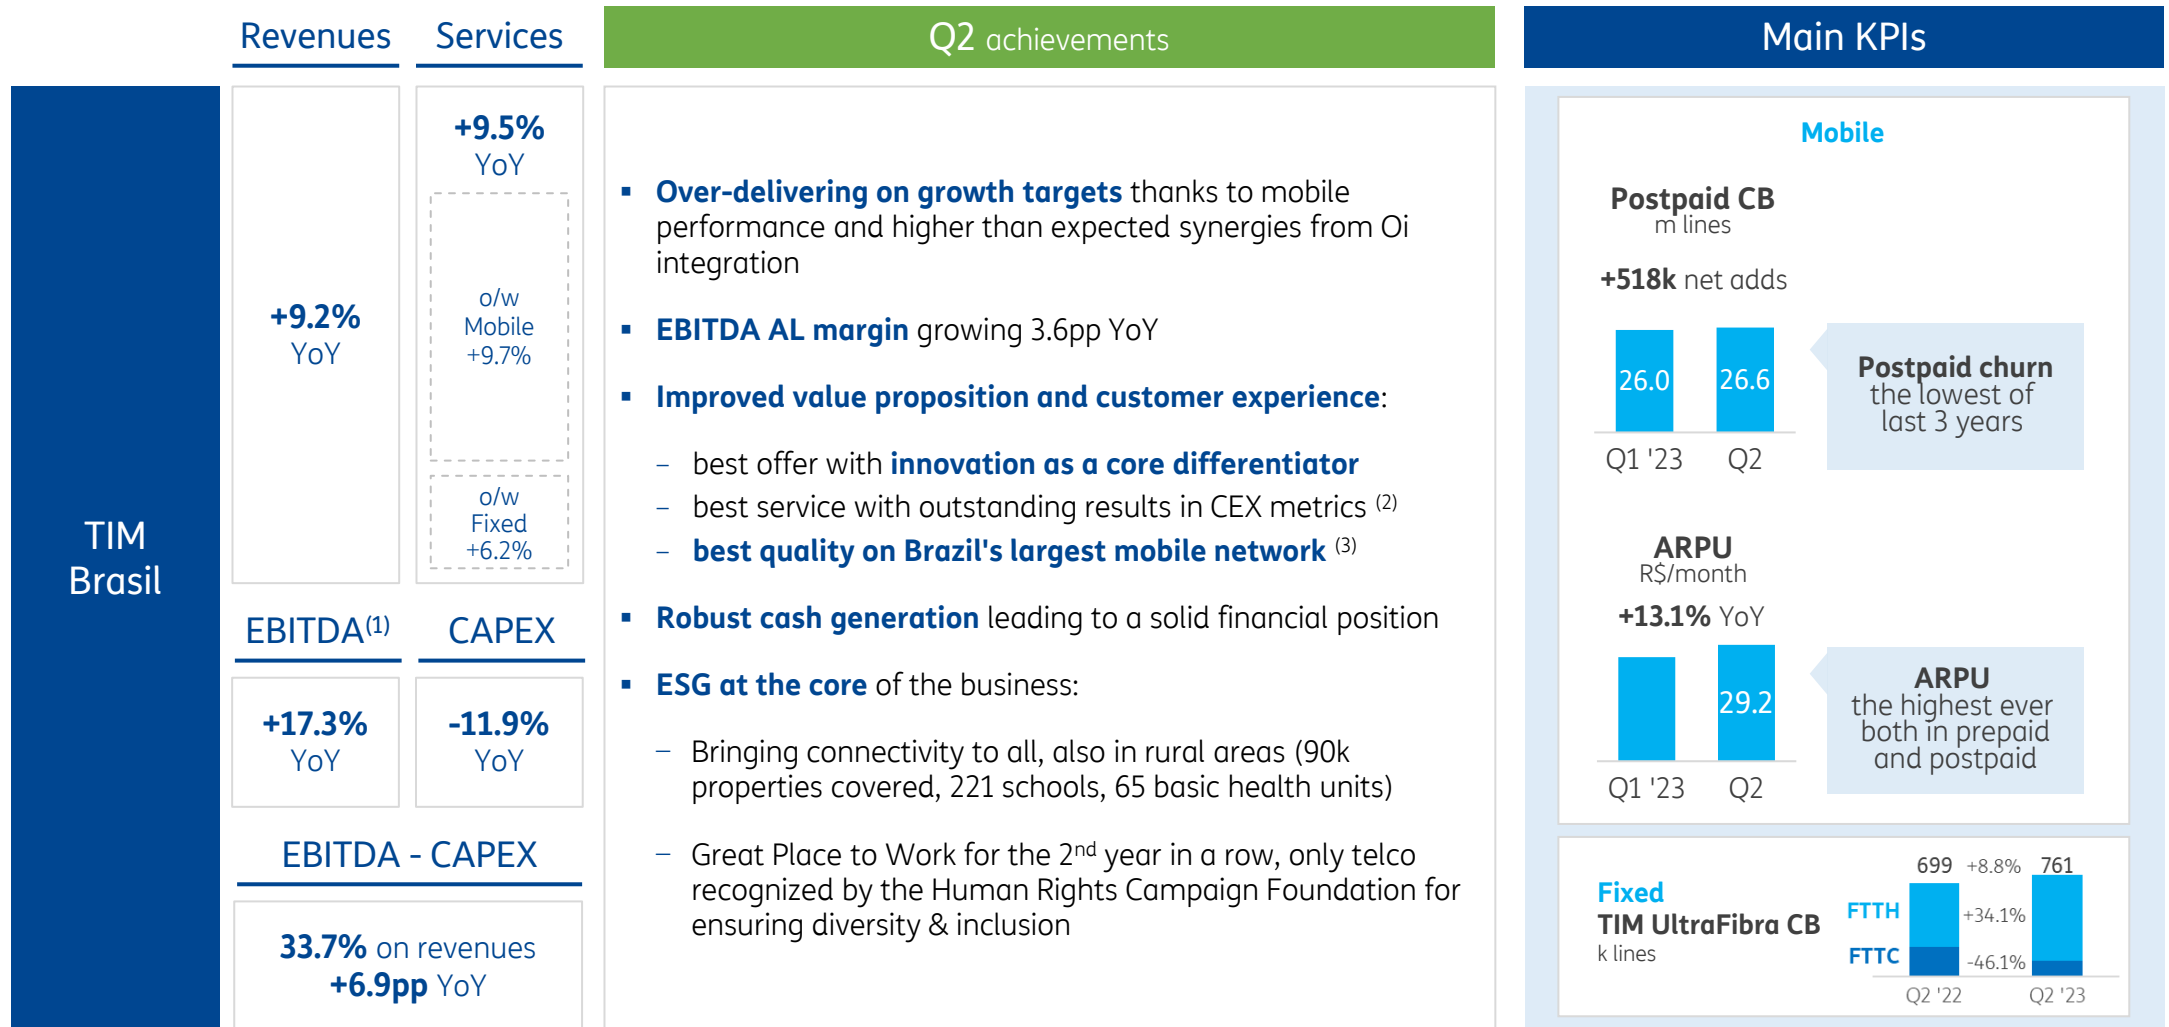 Revenues
Services
Q2 achievements
Main KPIs
TIM
Brasil
+9.2%
YoY
+9.5%
YoY
o/w
Mobile
+9.7%
o/w
Fixed
+6.2%
EBITDA(1)
CAPEX
+17.3%
YoY
-11.9%
YoY
EBITDA - CAPEX
33.7% on revenues
+6.9pp YoY
▪ Over-delivering on growth targets thanks to mobile
performance and higher than expected synergies from Oi
integration
▪ EBITDA AL margin growing 3.6pp YoY
▪ Improved value proposition and customer experience:
– best offer with innovation as a core differentiator
– best service with outstanding results in CEX metrics (2)
– best quality on Brazil's largest mobile network (3)
▪ Robust cash generation leading to a solid financial position
▪ ESG at the core of the business:
– Bringing connectivity to all, also in rural areas (90k
properties covered, 221 schools, 65 basic health units)
– Great Place to Work for the 2nd year in a row, only telco
recognized by the Human Rights Campaign Foundation for
ensuring diversity & inclusion
Mobile
Postpaid CB
m lines
+518k net adds
26.0
26.6
Q1 '23
Q2
Postpaid churn
the lowest of
last 3 years
ARPU
R$/month
+13.1% YoY
29.2
Q1 '23
Q2
ARPU
the highest ever
both in prepaid
and postpaid
Fixed
TIM UltraFibra CB
k lines
699
+8.8%
761
FTTH
+34.1%
FTTC
-46.1%
Q2 '22
Q2 '23